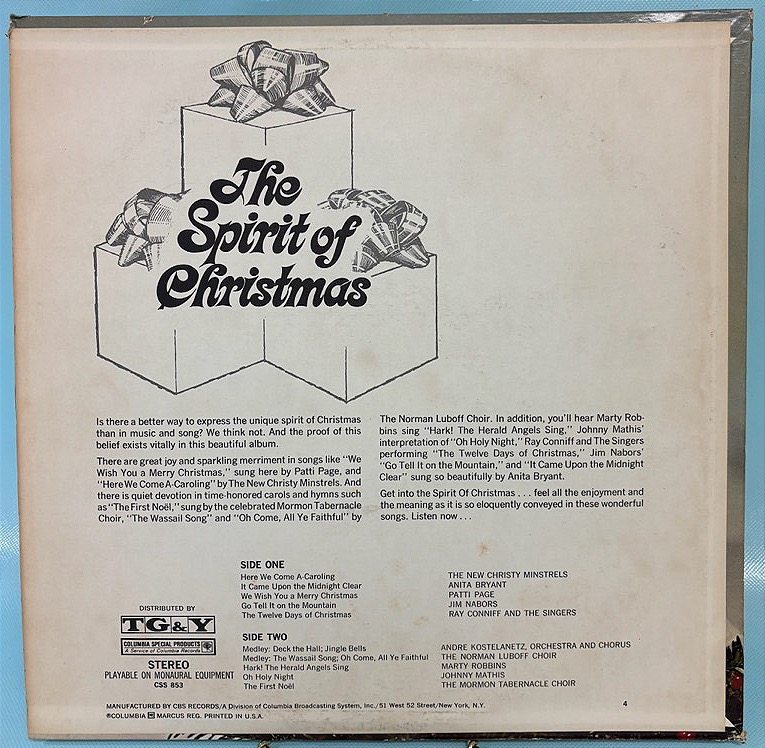 The
Spirit of
Christmas
Is there a better way to express the unique spirit of Christmas
than in music and song? We think not. And the proof of this
belief exists vitally in this beautiful album.
There are great joy and sparkling merriment in songs like "We
Wish You a Merry Christmas," sung here by Patti Page, and
"Here We Come A-Caroling" by The New Christy Minstrels. And
there is quiet devotion in time-honored carols and hymns such
as "The First Noël," sung by the celebrated Mormon Tabernacle
Choir, "The Wassail Song" and "Oh Come, All Ye Faithful" by
The Norman Luboff Choir. In addition, you'll hear Marty Rob-
bins sing "Hark! The Herald Angels Sing," Johnny Mathis'
interpretation of "Oh Holy Night," Ray Conniff and The Singers
performing "The Twelve Days of Christmas," Jim Nabors'
"Go Tell It on the Mountain," and "It Came Upon the Midnight
Clear" sung so beautifully by Anita Bryant.
Get into the Spirit Of Christmas . . . feel all the enjoyment and
the meaning as it is so eloquently conveyed in these wonderful
songs. Listen now . . .
SIDE ONE
Here We Come A-Caroling THE NEW CHRISTY MINSTRELS
It Came Upon the Midnight Clear ANITA BRYANT
We Wish You a Merry Christmas PATTI PAGE
Go Tell It on the Mountain JIM NABORS
The Twelve Days of Christmas RAY CONNIFF AND THE SINGERS
SIDE TWO
Medley: Deck the Hall; Jingle Bells ANDRE KOSTELANETZ, ORCHESTRA AND CHORUS
Medley: The Wassail Song; Oh Come, All Ye Faithful THE NORMAN LUBOFF CHOIR
Hark! The Herald Angels Sing MARTY ROBBINS
Oh Holy Night JOHNNY MATHIS
The First Noël THE MORMON TABERNACLE CHOIR
DISTRIBUTED BY
TG&Y
COLUMBIA SPECIAL PRODUCTS
A Service of Columbia Records
STEREO
PLAYABLE ON MONAURAL EQUIPMENT
CSS 853
MANUFACTURED BY CBS RECORDS/A Division of Columbia Broadcasting System, Inc./51 West 52 Street/New York, N.Y. 4
®COLUMBIA MARCUS REG. PRINTED IN U.S.A.